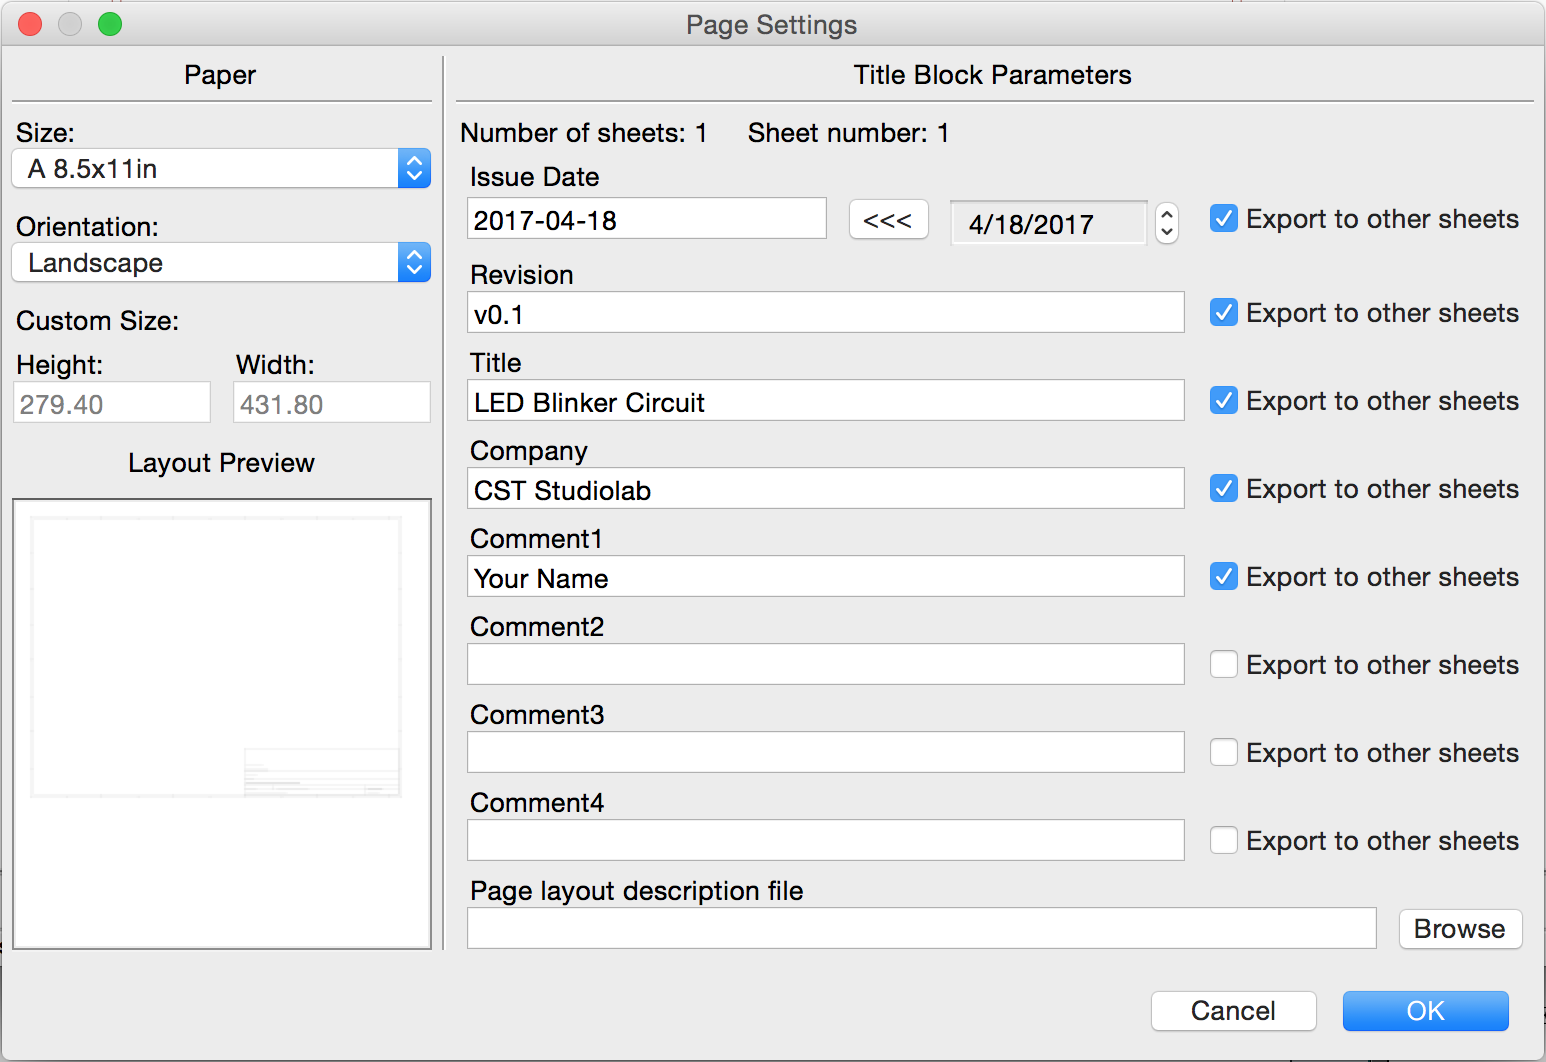 Page Settings
Paper
Size:
A 8.5x11in
Orientation:
Landscape
Custom Size:
Height: Width:
279.40 431.80
Layout Preview
Title Block Parameters
Number of sheets: 1 Sheet number: 1
Issue Date
2017-04-18 <<< 4/18/2017 Export to other sheets
Revision
v0.1 Export to other sheets
Title
LED Blinker Circuit Export to other sheets
Company
CST Studiolab Export to other sheets
Comment1
Your Name Export to other sheets
Comment2
Export to other sheets
Comment3
Export to other sheets
Comment4
Export to other sheets
Page layout description file
Browse
Cancel OK